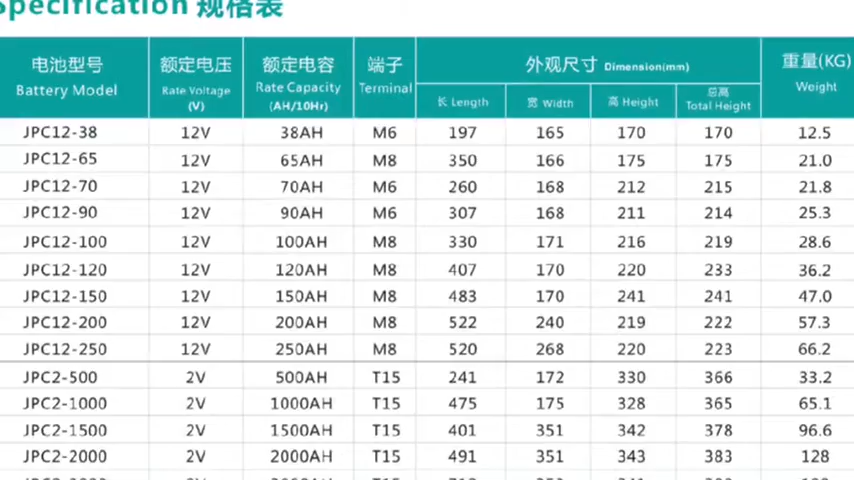 Specification 规格表
电池型号 额定电压 额定电容 端子 外观尺寸 Dimension(mm) 重量(KG)
Battery Model Rate Voltage (V) Rate Capacity (AH/10Hr) Terminal 长 Length 宽 Width 高 Height 总高 Total Height Weight
JPC12-38 12V 38AH M6 197 165 170 170 12.5
JPC12-65 12V 65AH M8 350 166 175 175 21.0
JPC12-70 12V 70AH M6 260 168 212 215 21.8
JPC12-90 12V 90AH M6 307 168 211 214 25.3
JPC12-100 12V 100AH M8 330 171 216 219 28.6
JPC12-120 12V 120AH M8 407 170 220 233 36.2
JPC12-150 12V 150AH M8 483 170 241 241 47.0
JPC12-200 12V 200AH M8 522 240 219 222 57.3
JPC12-250 12V 250AH M8 520 268 220 223 66.2
JPC2-500 2V 500AH T15 241 172 330 366 33.2
JPC2-1000 2V 1000AH T15 475 175 328 365 65.1
JPC2-1500 2V 1500AH T15 401 351 342 378 96.6
JPC2-2000 2V 2000AH T15 491 351 343 383 128